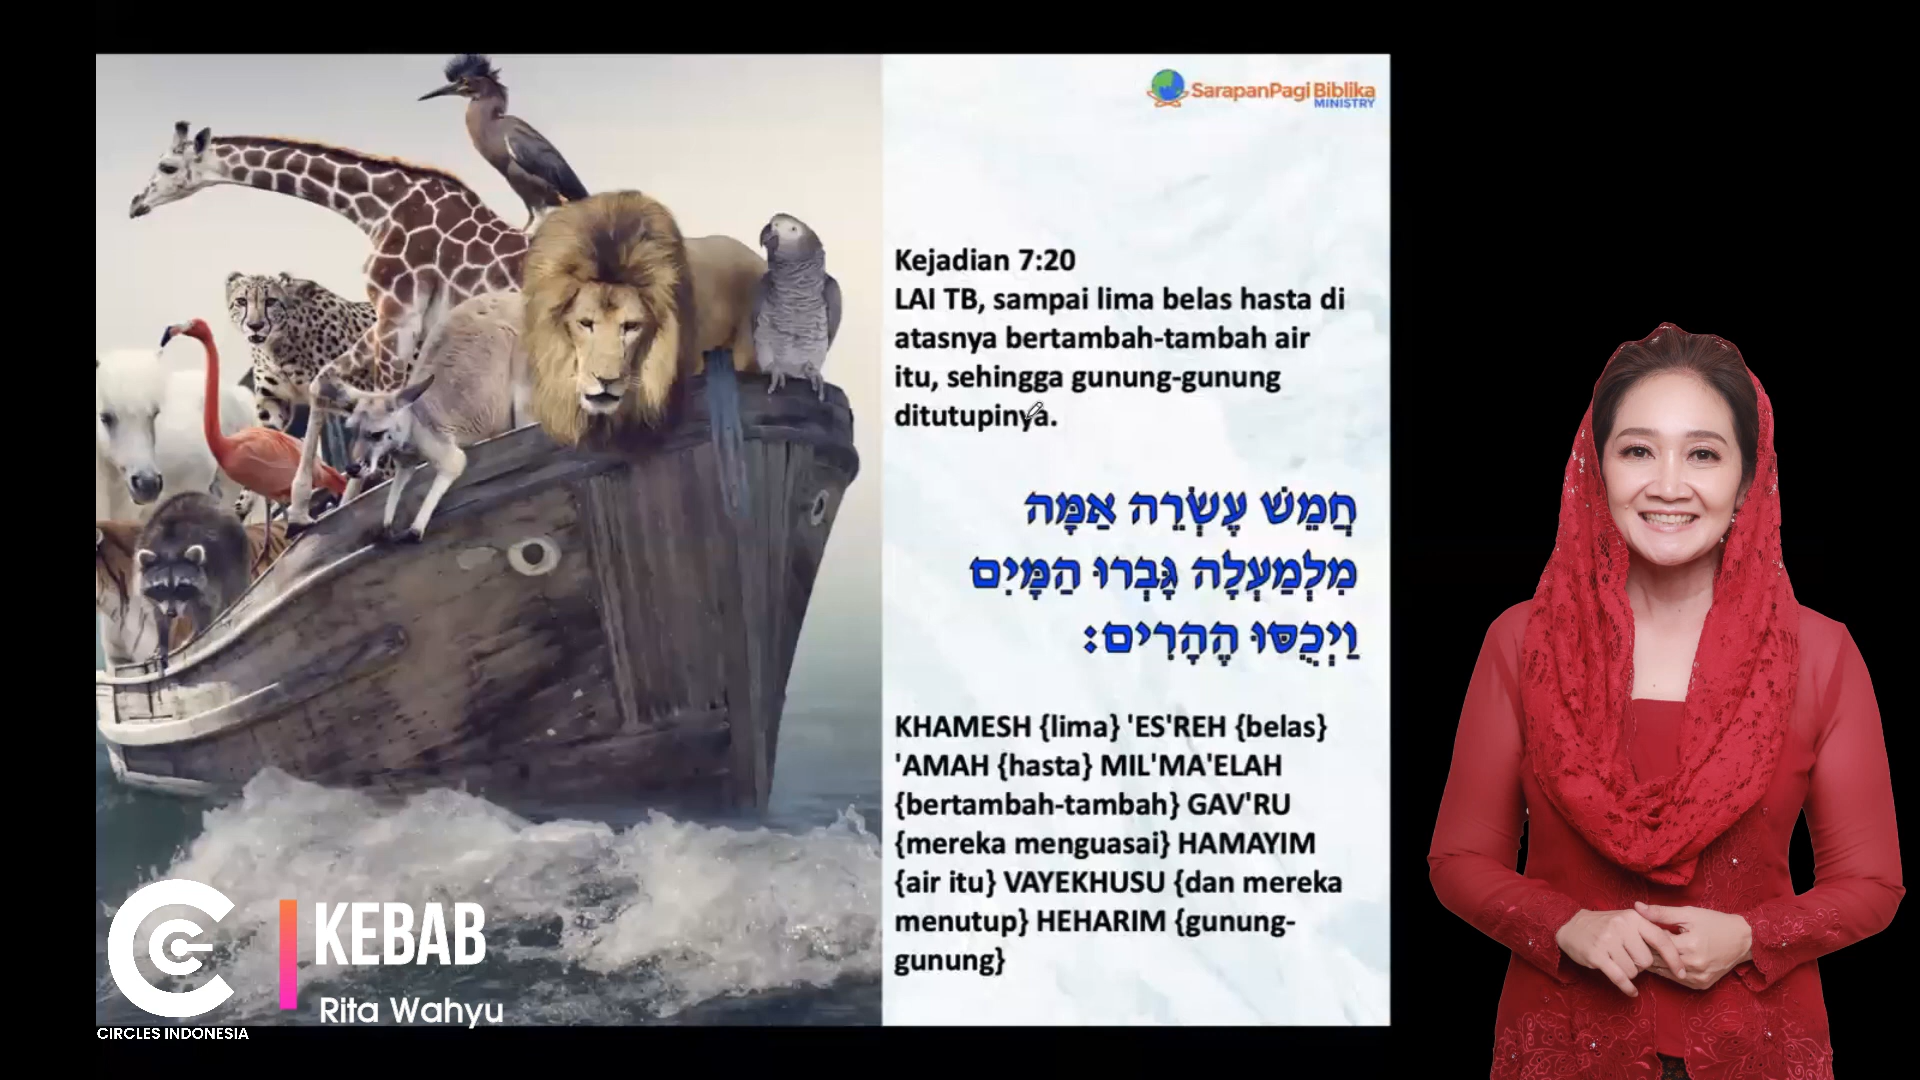 SarapanPagi Biblika
MINISTRY
Kejadian 7:20
LAI TB, sampai lima belas hasta di
atasnya bertambah-tambah air
itu, sehingga gunung-gunung
ditutupinya.
חֲמֵשׁ עֶשְׂרֵה אַמָּה
מִלְמַעְלָה גָּבְרוּ הַמָּיִם
וַיְכֻסּוּ הֶהָרִים׃
KHAMESH {lima} 'ES'REH {belas}
'AMAH {hasta} MIL'MA'ELAH
{bertambah-tambah} GAV'RU
{mereka menguasai} HAMAYIM
{air itu} VAYEKHUSU {dan mereka
menutup} HEHARIM {gunung-
gunung}
KEBAB
Rita Wahyu
CIRCLES INDONESIA